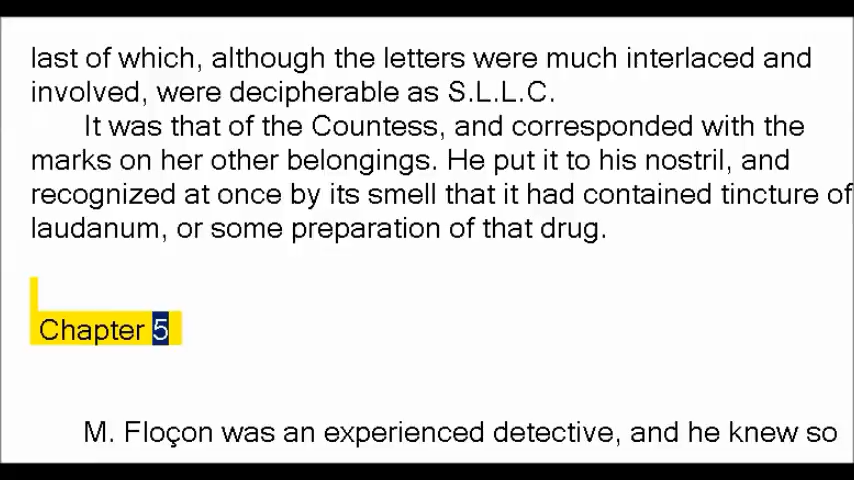 last of which, although the letters were much interlaced and
involved, were decipherable as S.L.L.C.
It was that of the Countess, and corresponded with the
marks on her other belongings. He put it to his nostril, and
recognized at once by its smell that it had contained tincture of
laudanum, or some preparation of that drug.
Chapter 5
M. Floçon was an experienced detective, and he knew so